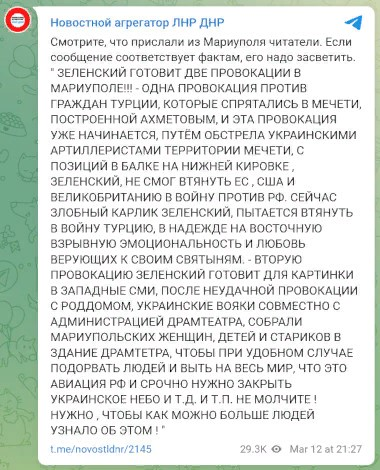 Новостной агрегатор ЛНР ДНР
Смотрите, что прислали из Мариуполя читатели. Если
сообщение соответствует фактам, его надо засветить.
" ЗЕЛЕНСКИЙ ГОТОВИТ ДВЕ ПРОВОКАЦИИ В
МАРИУПОЛЕ!!! - ОДНА ПРОВОКАЦИЯ ПРОТИВ
ГРАЖДАН ТУРЦИИ, КОТОРЫЕ СПРЯТАЛИСЬ В МЕЧЕТИ,
ПОСТРОЕННОЙ АХМЕТОВЫМ, И ЭТА ПРОВОКАЦИЯ
УЖЕ НАЧИНАЕТСЯ, ПУТЁМ ОБСТРЕЛА УКРАИНСКИМИ
АРТИЛЛЕРИСТАМИ ТЕРРИТОРИИ МЕЧЕТИ, С
ПОЗИЦИЙ В БАЛКЕ НА НИЖНЕЙ КИРОВКЕ ,
ЗЕЛЕНСКИЙ, НЕ СМОГ ВТЯНУТЬ ЕС , США И
ВЕЛИКОБРИТАНИЮ В ВОЙНУ ПРОТИВ РФ. СЕЙЧАС
ЗЛОБНЫЙ КАРЛИК ЗЕЛЕНСКИЙ, ПЫТАЕТСЯ ВТЯНУТЬ
В ВОЙНУ ТУРЦИЮ, В НАДЕЖДЕ НА ВОСТОЧНУЮ
ВЗРЫВНУЮ ЭМОЦИОНАЛЬНОСТЬ И ЛЮБОВЬ
ВЕРУЮЩИХ К СВОИМ СВЯТЫНЯМ. - ВТОРУЮ
ПРОВОКАЦИЮ ЗЕЛЕНСКИЙ ГОТОВИТ ДЛЯ КАРТИНКИ
В ЗАПАДНЫЕ СМИ, ПОСЛЕ НЕУДАЧНОЙ ПРОВОКАЦИИ
С РОДДОМОМ, УКРАИНСКИЕ ВОЯКИ СОВМЕСТНО С
АДМИНИСТРАЦИЕЙ ДРАМТЕАТРА, СОБРАЛИ
МАРИУПОЛЬСКИХ ЖЕНЩИН, ДЕТЕЙ И СТАРИКОВ В
ЗДАНИЕ ДРАМТЕТРА, ЧТОБЫ ПРИ УДОБНОМ СЛУЧАЕ
ПОДОРВАТЬ ЛЮДЕЙ И ВЫТЬ НА ВЕСЬ МИР, ЧТО ЭТО
АВИАЦИЯ РФ И СРОЧНО НУЖНО ЗАКРЫТЬ
УКРАИНСКОЕ НЕБО И Т.Д. И Т.П. НЕ МОЛЧИТЕ !
НУЖНО , ЧТОБЫ КАК МОЖНО БОЛЬШЕ ЛЮДЕЙ
УЗНАЛО ОБ ЭТОМ ! "
t.me/novostldnr/2145 29.3K Mar 12 at 21:27